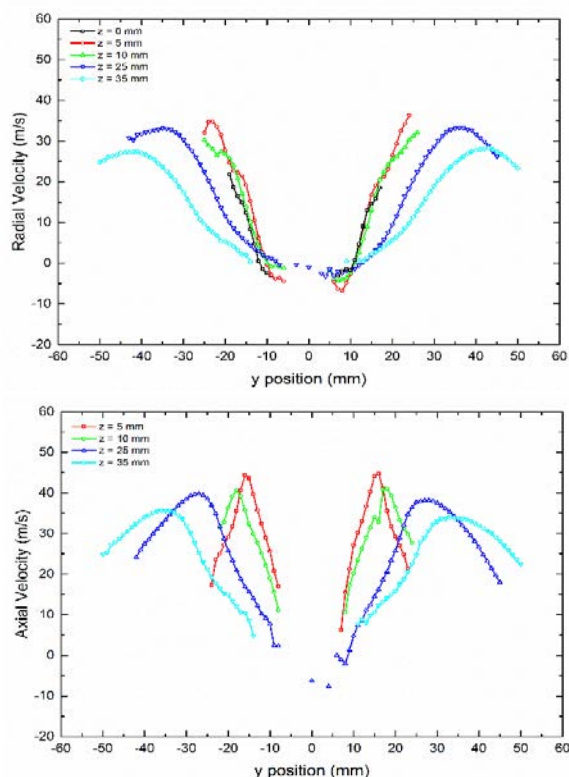 60
50
40
30
20
10
0
-10
-20
z = 0 mm
z = 5 mm
z = 10 mm
z = 25 mm
z = 35 mm
Radial Velocity (m/s)
-60 -50 -40 -30 -20 -10 0 10 20 30 40 50 60
y position (mm)
60
50
40
30
20
10
0
-10
-20
z = 5 mm
z = 10 mm
z = 25 mm
z = 35 mm
Axial Velocity (m/s)
-60 -50 -40 -30 -20 -10 0 10 20 30 40 50 60
y position (mm)